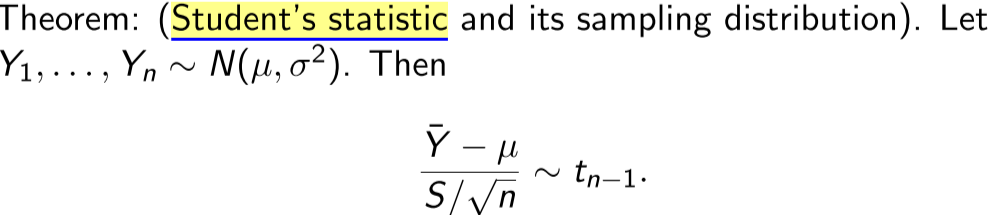 Theorem: (Student's statistic and its sampling distribution). Let
Y₁, . . . , Yₙ ∼ N(μ, σ²). Then
Ȳ − μ
S/√n
∼ tₙ₋₁.